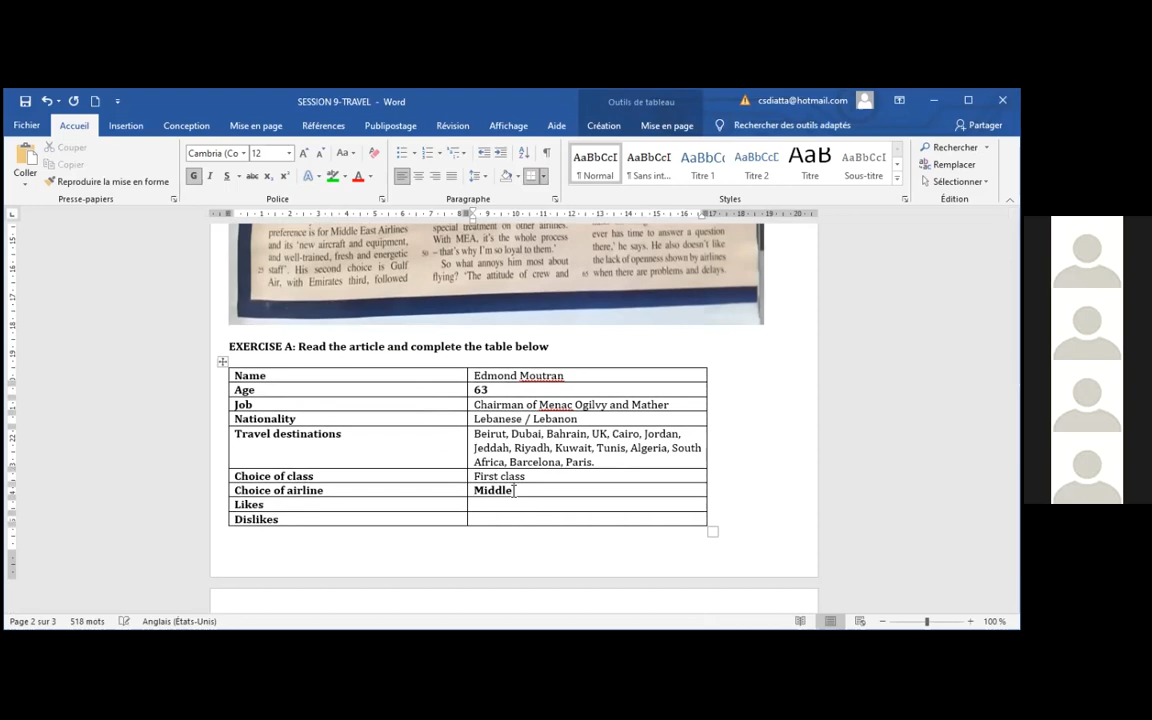 SESSION 9-TRAVEL - Word
Outils de tableau
csdiatta@hotmail.com
Fichier Accueil Insertion Conception Mise en page Références Publipostage Révision Affichage Aide Création Mise en page Rechercher des outils adaptés Partager
Coller
Couper
Copier
Reproduire la mise en forme
Presse-papiers
Cambria (Co 12
Police
Paragraphe
AaBbCcI AaBbCcI AaBbCc AaBbCcE AaB AaBbCcI
¶ Normal ¶ Sans int... Titre 1 Titre 2 Titre Sous-titre
Styles
Rechercher
Remplacer
Sélectionner
Édition
preference is for Middle East Airlines
and its 'new aircraft and equipment,
and well-trained, fresh and energetic
25 staff'. His second choice is Gulf
Air, with Emirates third, followed
special treatment on other airlines.
With MEA, it's the whole process
50 – that's why I'm so loyal to them.'
So what annoys him most about
flying? 'The attitude of crew and
ever has time to answer a question
there,' he says. He also doesn't like
the lack of openness shown by airlines
when there are problems and delays.
EXERCISE A: Read the article and complete the table below
Name Edmond Moutran
Age 63
Job Chairman of Menac Ogilvy and Mather
Nationality Lebanese / Lebanon
Travel destinations Beirut, Dubai, Bahrain, UK, Cairo, Jordan,
Jeddah, Riyadh, Kuwait, Tunis, Algeria, South
Africa, Barcelona, Paris.
Choice of class First class
Choice of airline Middle
Likes
Dislikes
Page 2 sur 3 518 mots Anglais (États-Unis) 100 %